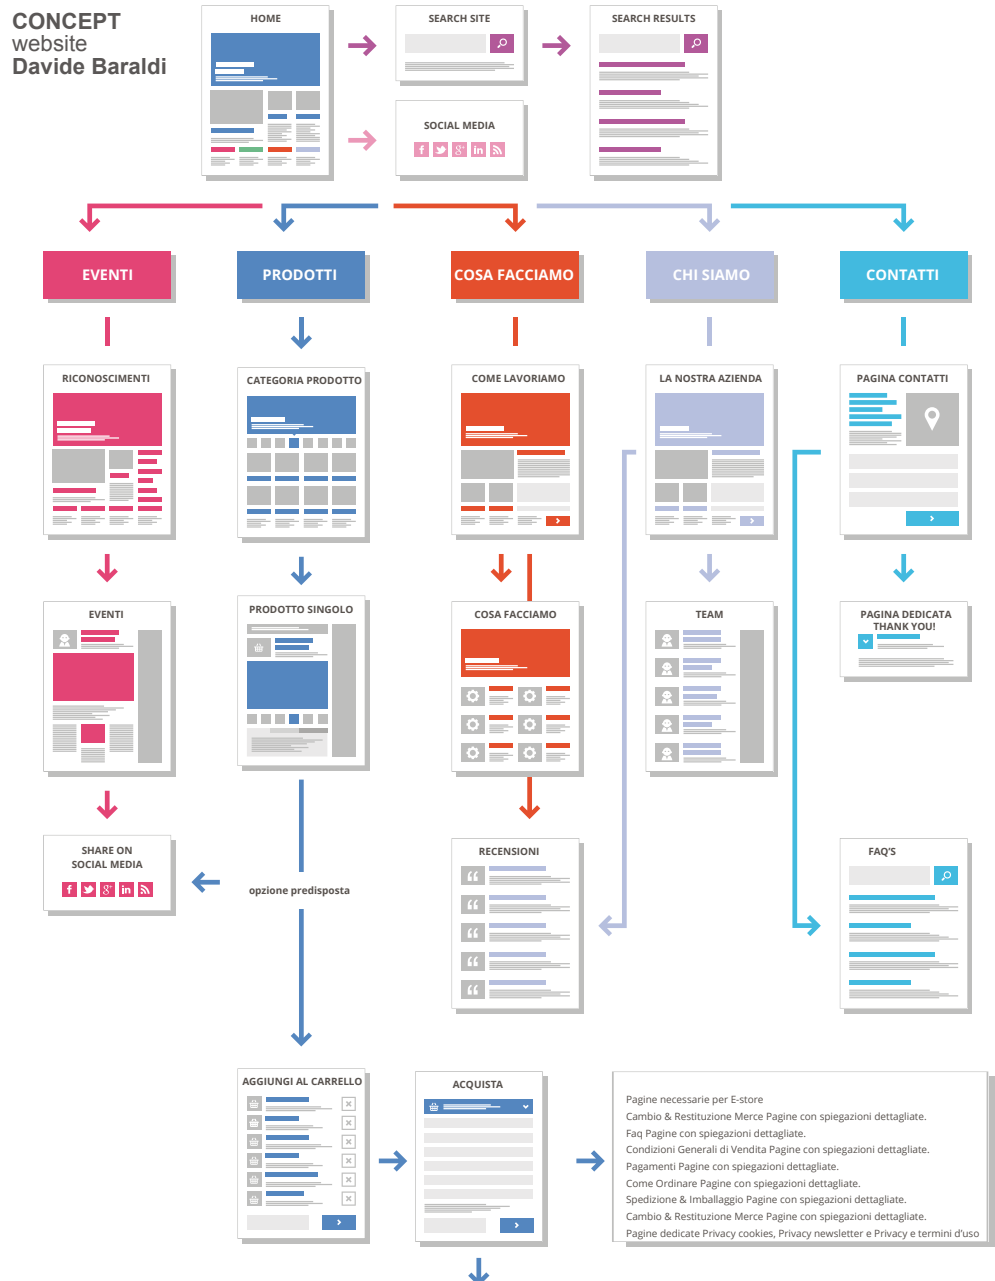 CONCEPT
website
Davide Baraldi
HOME
SEARCH SITE
SEARCH RESULTS
SOCIAL MEDIA
EVENTI
PRODOTTI
COSA FACCIAMO
CHI SIAMO
CONTATTI
RICONOSCIMENTI
CATEGORIA PRODOTTO
COME LAVORIAMO
LA NOSTRA AZIENDA
PAGINA CONTATTI
EVENTI
PRODOTTO SINGOLO
COSA FACCIAMO
TEAM
PAGINA DEDICATA
THANK YOU!
SHARE ON
SOCIAL MEDIA
opzione predisposta
RECENSIONI
FAQ'S
AGGIUNGI AL CARRELLO
ACQUISTA
Pagine necessarie per E-store
Cambio & Restituzione Merce Pagine con spiegazioni dettagliate.
Faq Pagine con spiegazioni dettagliate.
Condizioni Generali di Vendita Pagine con spiegazioni dettagliate.
Pagamenti Pagine con spiegazioni dettagliate.
Come Ordinare Pagine con spiegazioni dettagliate.
Spedizione & Imballaggio Pagine con spiegazioni dettagliate.
Cambio & Restituzione Merce Pagine con spiegazioni dettagliate.
Pagine dedicate Privacy cookies, Privacy newsletter e Privacy e termini d'uso